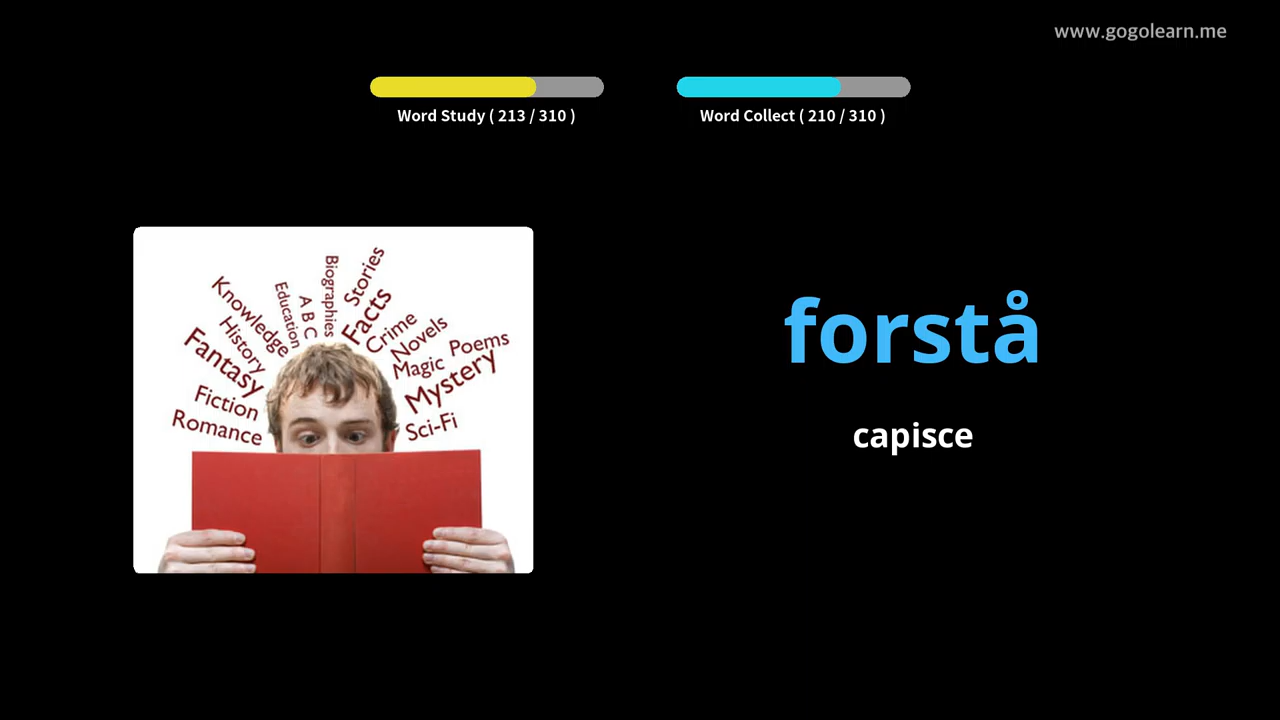 www.gogolearn.me
Word Study ( 213 / 310 )
Word Collect ( 210 / 310 )
Knowledge
History
Fantasy
Fiction
Romance
Education
A B C
Biographies
Stories
Facts
Crime
Novels
Magic
Poems
Mystery
Sci-Fi
forstå
capisce